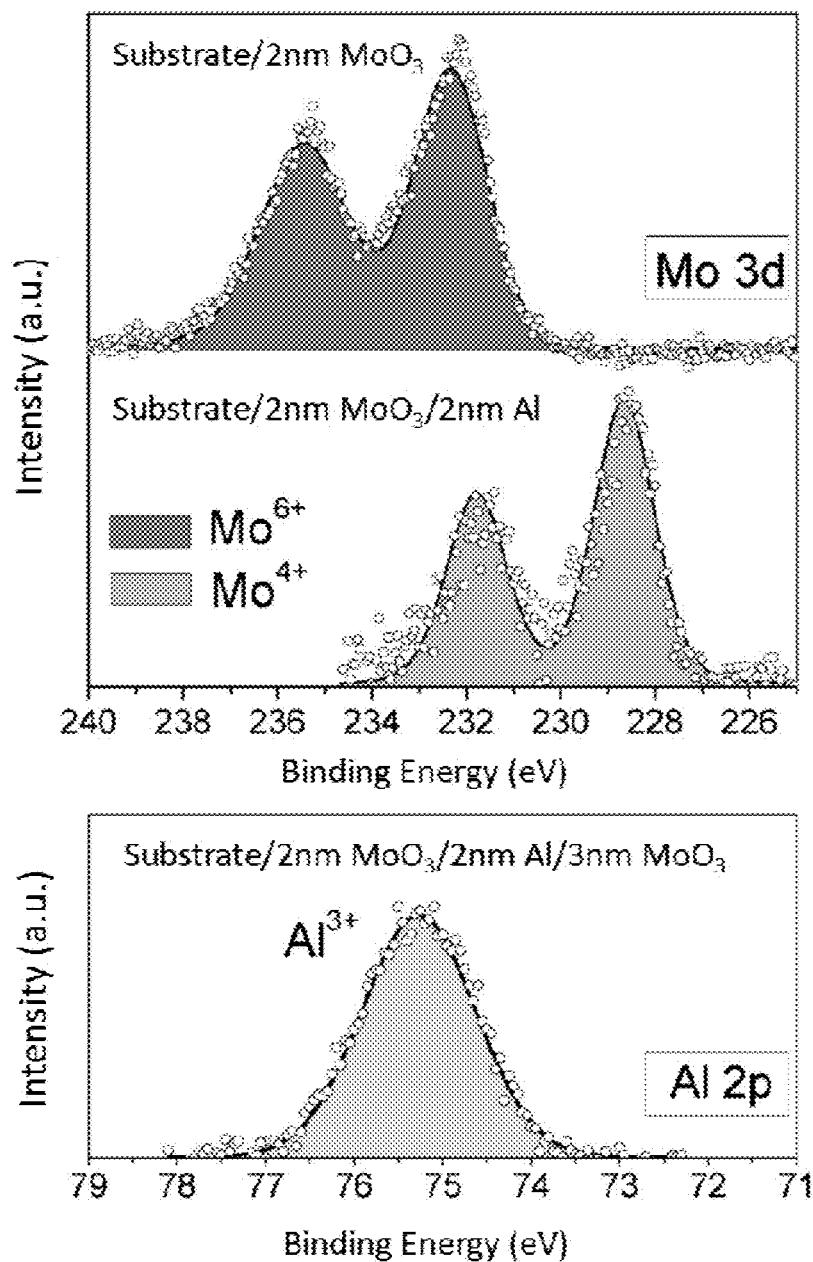 Substrate/2nm MoO₃
Mo 3d
Intensity (a.u.)
Substrate/2nm MoO₃/2nm Al
Mo⁶⁺
Mo⁴⁺
240 238 236 234 232 230 228 226
Binding Energy (eV)
Substrate/2nm MoO₃/2nm Al/3nm MoO₃
Al³⁺
Intensity (a.u.)
Al 2p
79 78 77 76 75 74 73 72 71
Binding Energy (eV)